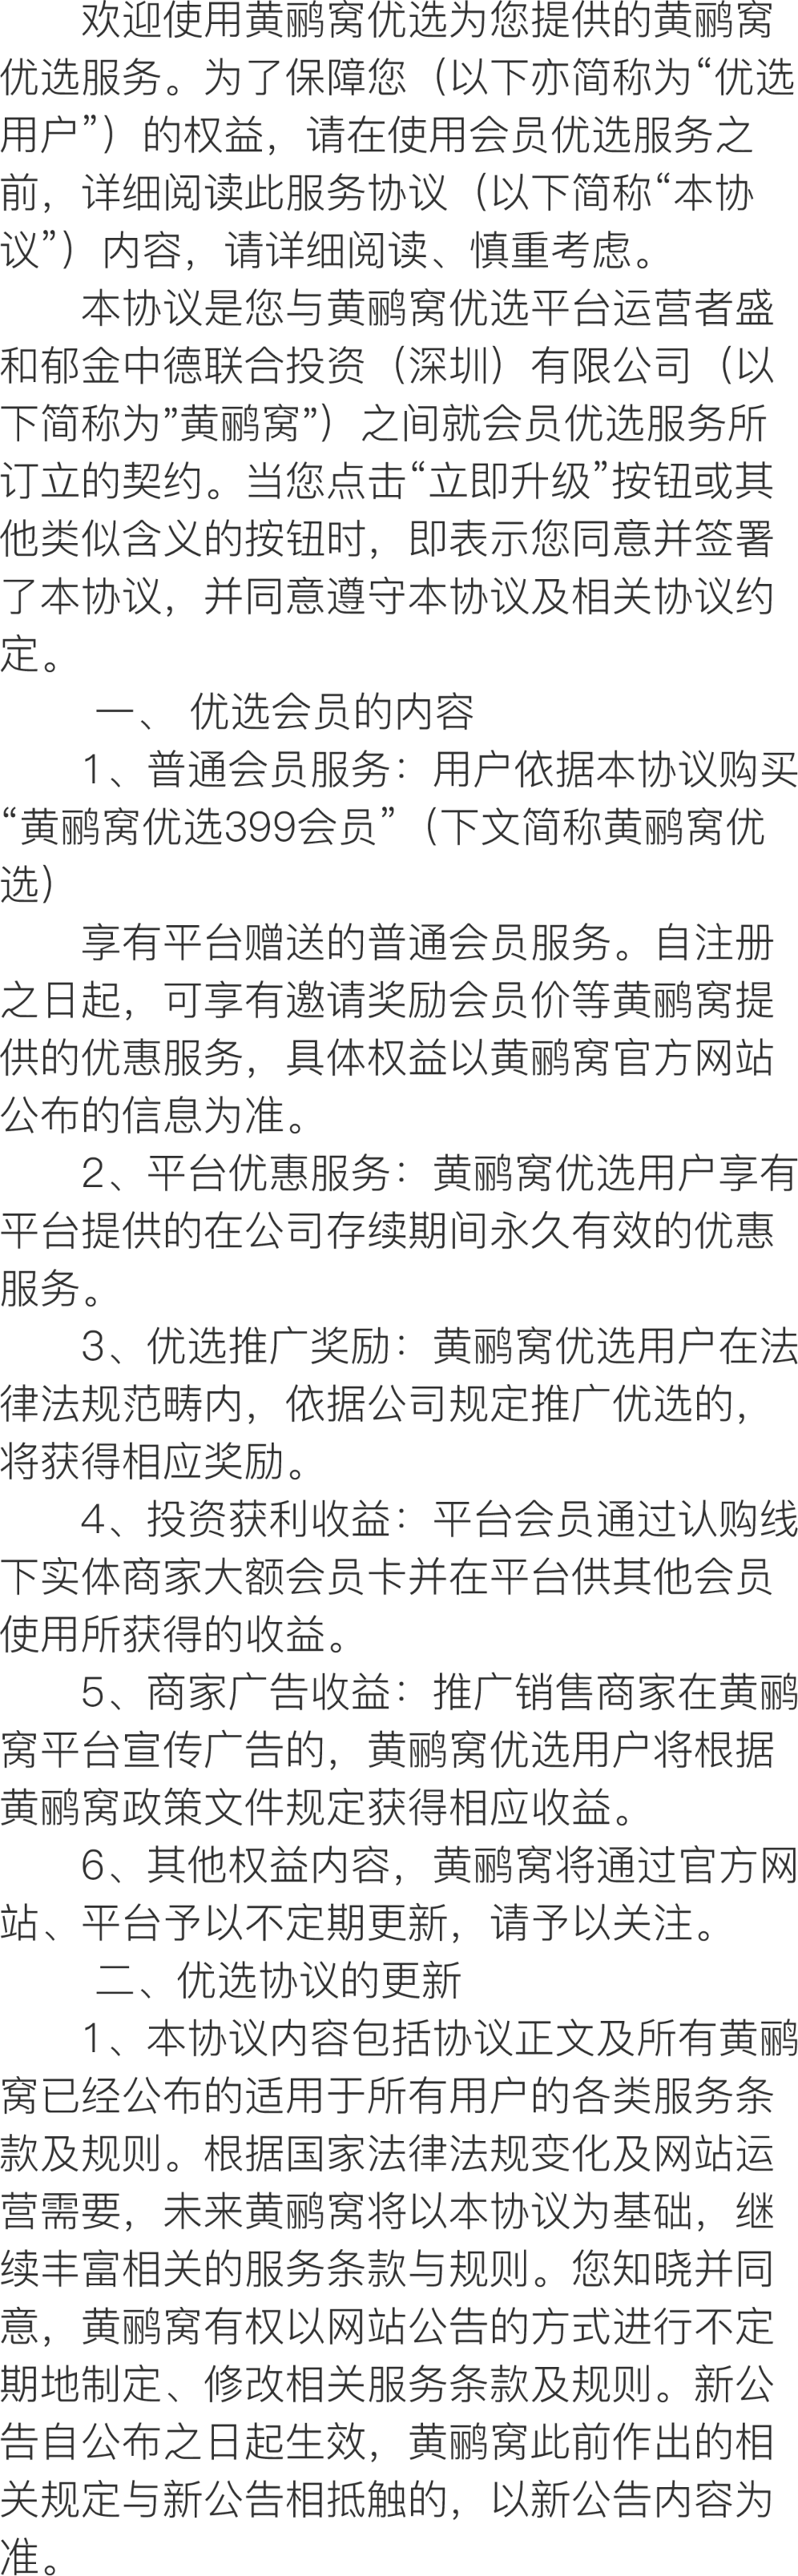 欢迎使用黄鹂窝优选为您提供的黄鹂窝
优选服务。为了保障您（以下亦简称为“优选
用户”）的权益，请在使用会员优选服务之
前，详细阅读此服务协议（以下简称“本协
议”）内容，请详细阅读、慎重考虑。
本协议是您与黄鹂窝优选平台运营者盛
和郁金中德联合投资（深圳）有限公司（以
下简称为”黄鹂窝”）之间就会员优选服务所
订立的契约。当您点击“立即升级”按钮或其
他类似含义的按钮时，即表示您同意并签署
了本协议，并同意遵守本协议及相关协议约
定。
一、 优选会员的内容
1、普通会员服务：用户依据本协议购买
“黄鹂窝优选399会员”（下文简称黄鹂窝优
选）
享有平台赠送的普通会员服务。自注册
之日起，可享有邀请奖励会员价等黄鹂窝提
供的优惠服务，具体权益以黄鹂窝官方网站
公布的信息为准。
2、平台优惠服务：黄鹂窝优选用户享有
平台提供的在公司存续期间永久有效的优惠
服务。
3、优选推广奖励：黄鹂窝优选用户在法
律法规范畴内，依据公司规定推广优选的，
将获得相应奖励。
4、投资获利收益：平台会员通过认购线
下实体商家大额会员卡并在平台供其他会员
使用所获得的收益。
5、商家广告收益：推广销售商家在黄鹂
窝平台宣传广告的，黄鹂窝优选用户将根据
黄鹂窝政策文件规定获得相应收益。
6、其他权益内容，黄鹂窝将通过官方网
站、平台予以不定期更新，请予以关注。
二、优选协议的更新
1、本协议内容包括协议正文及所有黄鹂
窝已经公布的适用于所有用户的各类服务条
款及规则。根据国家法律法规变化及网站运
营需要，未来黄鹂窝将以本协议为基础，继
续丰富相关的服务条款与规则。您知晓并同
意，黄鹂窝有权以网站公告的方式进行不定
期地制定、修改相关服务条款及规则。新公
告自公布之日起生效，黄鹂窝此前作出的相
关规定与新公告相抵触的，以新公告内容为
准。